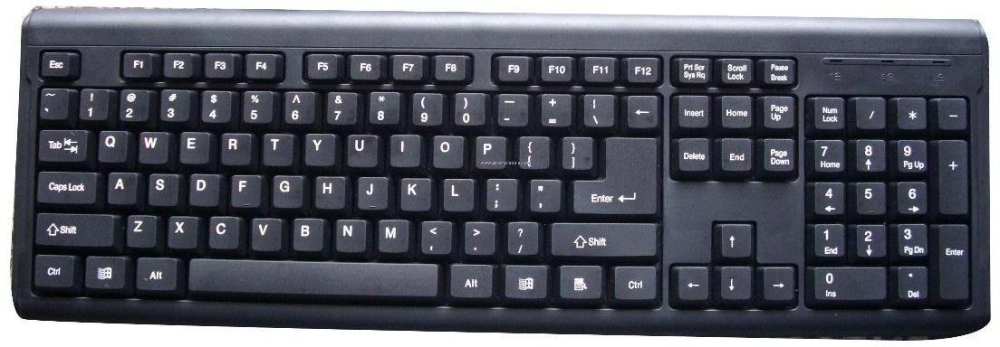 Esc F1 F2 F3 F4 F5 F6 F7 F8 F9 F10 F11 F12 Prt Scr Sys Rq Scroll Lock Pause Break
~ ` ! 1 @ 2 # 3 $ 4 % 5 ^ 6 & 7 * 8 ( 9 ) 0 — - + = | \ ← Insert Home Page Up Num Lock / * −
Tab Q W E R T Y U I O P { [ } ] Delete End Page Down 7 Home 8 ↑ 9 Pg Up +
Caps Lock A S D F G H J K L : ; " , Enter 4 ← 5 6 →
Shift Z X C V B N M < , > . ? / Shift ↑ 1 End 2 ↓ 3 Pg Dn Enter
Ctrl Alt Alt Ctrl ← ↓ → 0 Ins . Del